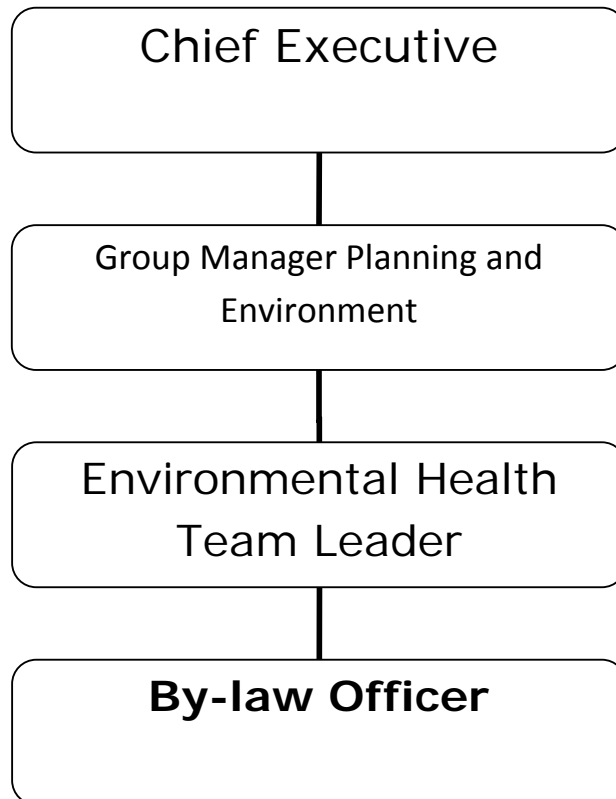 Chief Executive
Group Manager Planning and
Environment
Environmental Health
Team Leader
By-law Officer